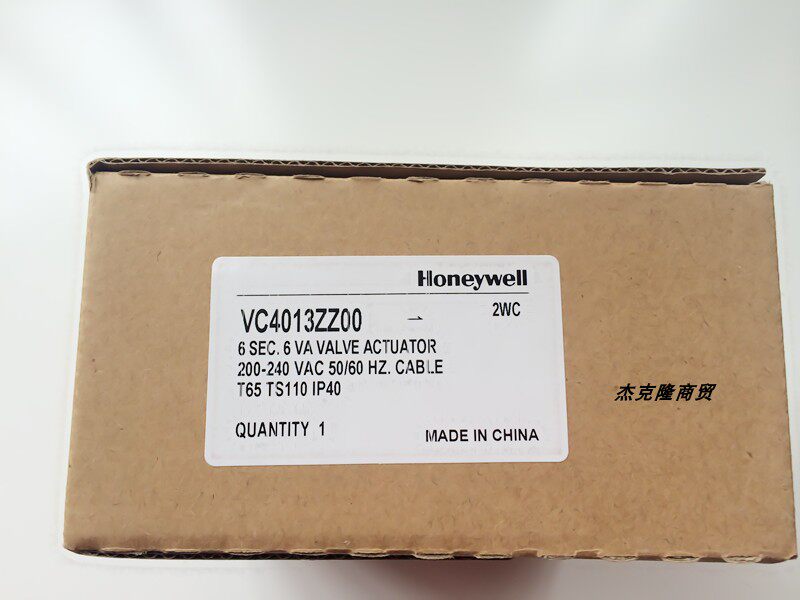 Honeywell
VC4013ZZ00
2WC
6 SEC. 6 VA VALVE ACTUATOR
200-240 VAC 50/60 HZ. CABLE
T65 TS110 IP40
杰克隆商贸
QUANTITY 1
MADE IN CHINA